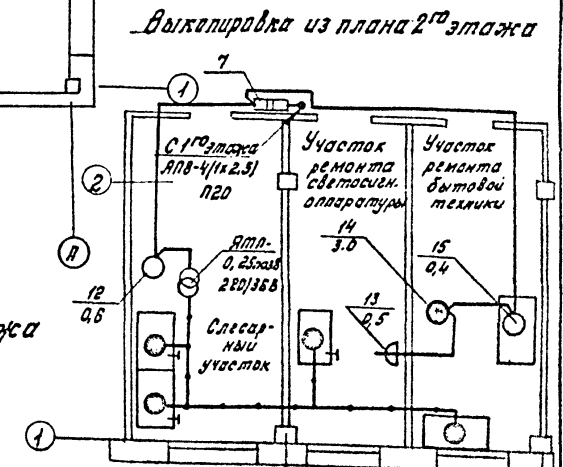 Выкопировка из плана 2го этажа
7
1
С 1го этажа
АПВ-4(1х2.5)
П20
Участок
ремонта
светосигн.
аппаратуры
Участок
ремонта
бытовой
техники
2
А
ЯТП-
0,25
220/36В
14
3.0
15
0,4
12
0,6
13
0,5
жа
Слесар-
ный
участок
1